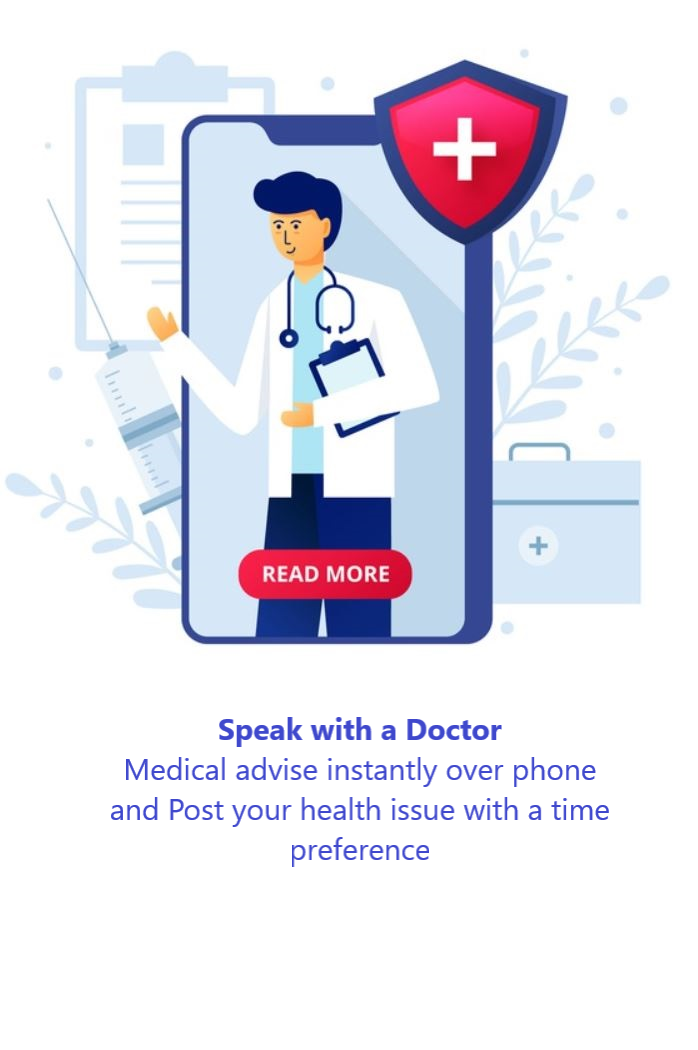 READ MORE
Speak with a Doctor
Medical advise instantly over phone
and Post your health issue with a time
preference